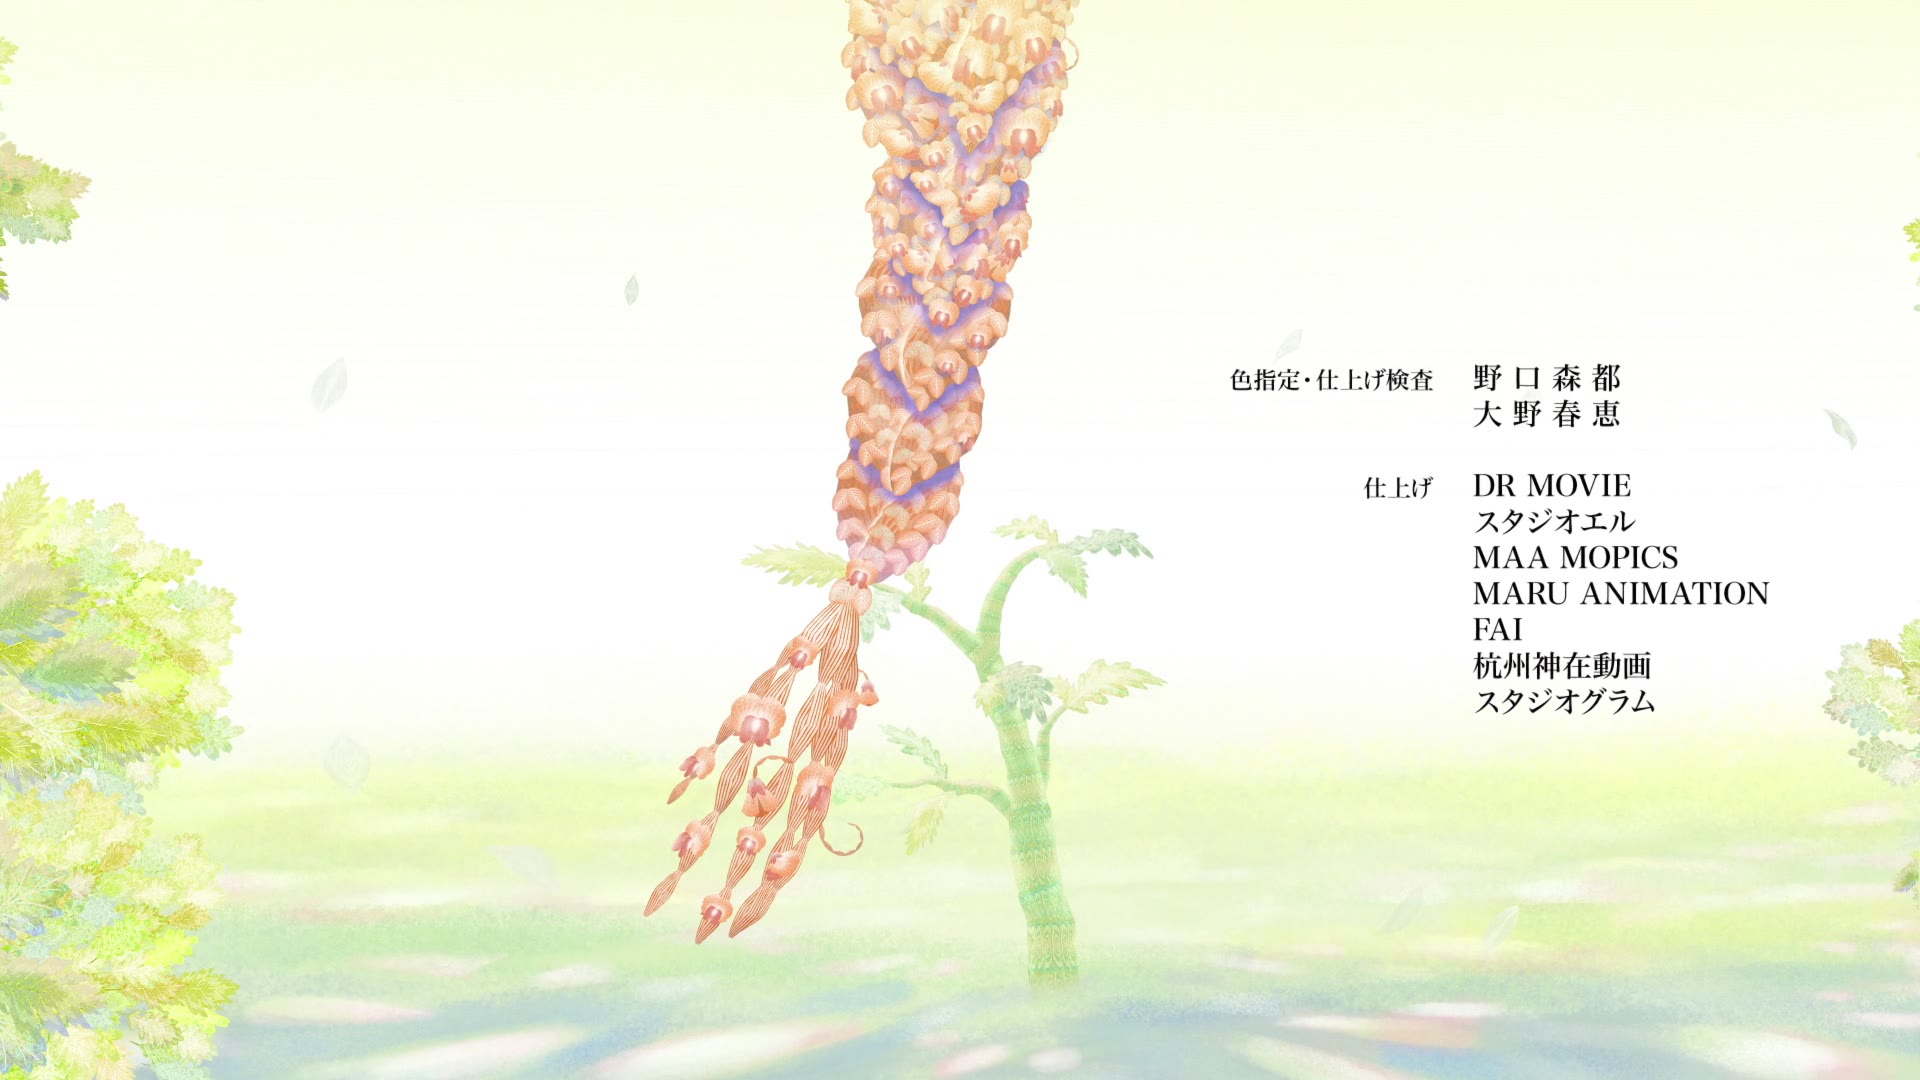 色指定・仕上げ検査 野口森都
大野春恵
仕上げ DR MOVIE
スタジオエル
MAA MOPICS
MARU ANIMATION
FAI
杭州神在動画
スタジオグラム